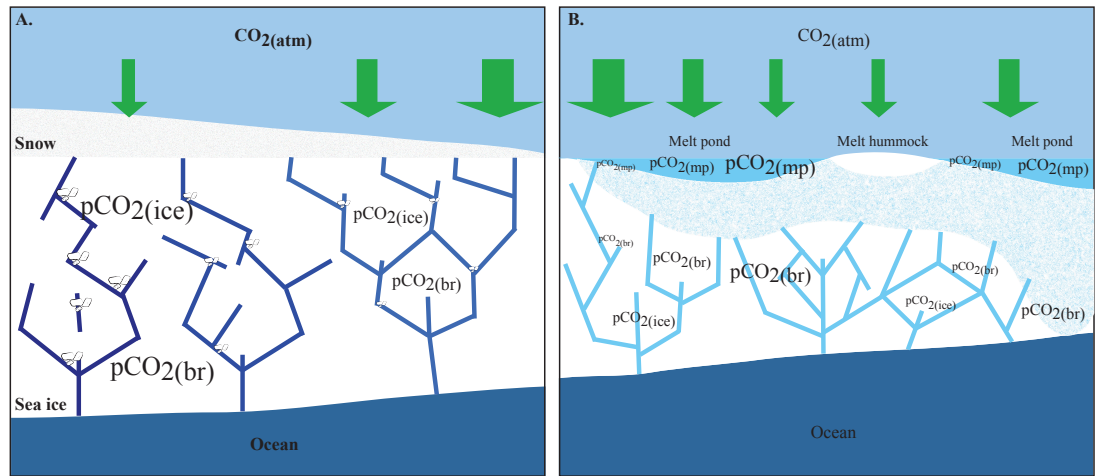 A.
CO2(atm)
Snow
pCO2(ice)
pCO2(ice)
pCO2(br)
pCO2(br)
Sea ice
Ocean
B.
CO2(atm)
Melt pond
Melt hummock
Melt pond
pCO2(mp)
pCO2(mp)
pCO2(mp)
pCO2(mp)
pCO2(mp)
pCO2(br)
pCO2(br)
pCO2(br)
pCO2(br)
pCO2(ice)
pCO2(ice)
pCO2(br)
Ocean